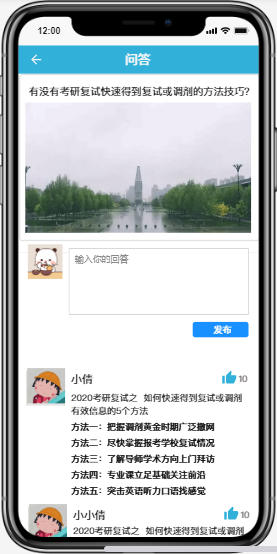 12:00
问答
有没有考研复试快速得到复试或调剂的方法技巧?
输入你的回答
发布
小倩
10
2020考研复试之 如何快速得到复试或调剂
有效信息的5个方法
方法一：把握调剂黄金时期广泛撒网
方法二：尽快掌握报考学校复试情况
方法三：了解导师学术方向上门拜访
方法四：专业课立足基础关注前沿
方法五：突击英语听力口语找感觉
小小倩
10
2020考研复试之 如何快速得到复试或调剂